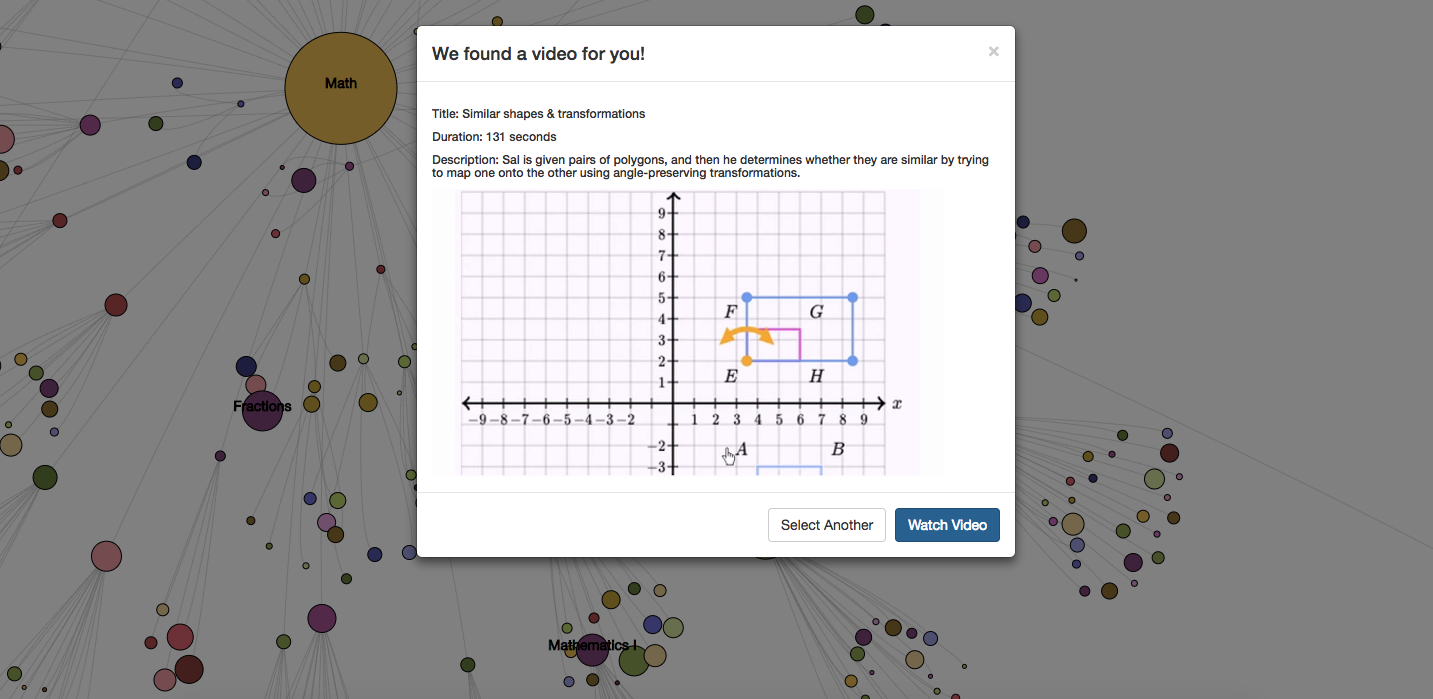 We found a video for you!
×
Title: Similar shapes & transformations
Duration: 131 seconds
Description: Sal is given pairs of polygons, and then he determines whether they are similar by trying
to map one onto the other using angle-preserving transformations.
9
8
7
6
5
4
3
2
1
F G
E H
x
−9 −8 −7 −6 −5 −4 −3 −2 1 2 3 4 5 6 7 8 9
−2
−3
A B
Select Another
Watch Video
Math
Fractions
Mathematics I